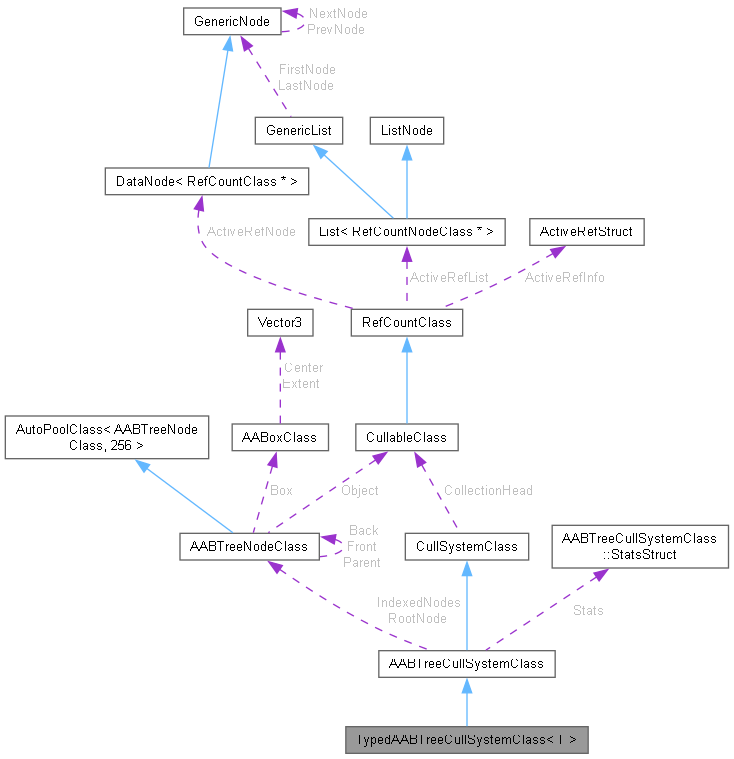 NextNode
GenericNode
PrevNode
FirstNode
LastNode
GenericList
ListNode
DataNode< RefCountClass * >
ActiveRefNode
List< RefCountNodeClass * >
ActiveRefStruct
ActiveRefList
ActiveRefInfo
Vector3
RefCountClass
Center
Extent
AutoPoolClass< AABTreeNode
Class, 256 >
AABoxClass
CullableClass
Box
Object
CollectionHead
Back
Front
Parent
AABTreeNodeClass
CullSystemClass
AABTreeCullSystemClass
::StatsStruct
IndexedNodes
RootNode
Stats
AABTreeCullSystemClass
TypedAABTreeCullSystemClass< T >